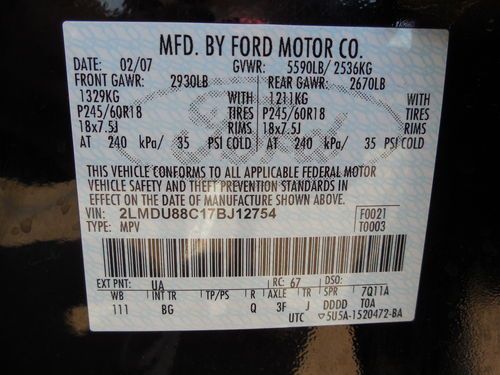 MFD. BY FORD MOTOR CO.
DATE: 02/07 GVWR: 5590LB/ 2536KG
FRONT GAWR: 2930LB REAR GAWR: 2670LB
1329KG WITH 1211KG WITH
P245/60R18 TIRES P245/60R18 TIRES
18x7.5J RIMS 18x7.5J RIMS
AT 240 kPa/ 35 PSI COLD AT 240 kPa/ 35 PSI COLD
THIS VEHICLE CONFORMS TO ALL APPLICABLE FEDERAL MOTOR
VEHICLE SAFETY AND THEFT PREVENTION STANDARDS IN
EFFECT ON THE DATE OF MANUFACTURE SHOWN ABOVE.
VIN: 2LMDU88C17BJ12754 F0021
TYPE: MPV T0003
EXT PNT: UA RC: 67 DSO:
WB INT TR TP/PS R AXLE TR SPR 7Q11A
111 BG Q 3F J DDDD TOA
UTC ▽5U5A-1520472-BA
Ford